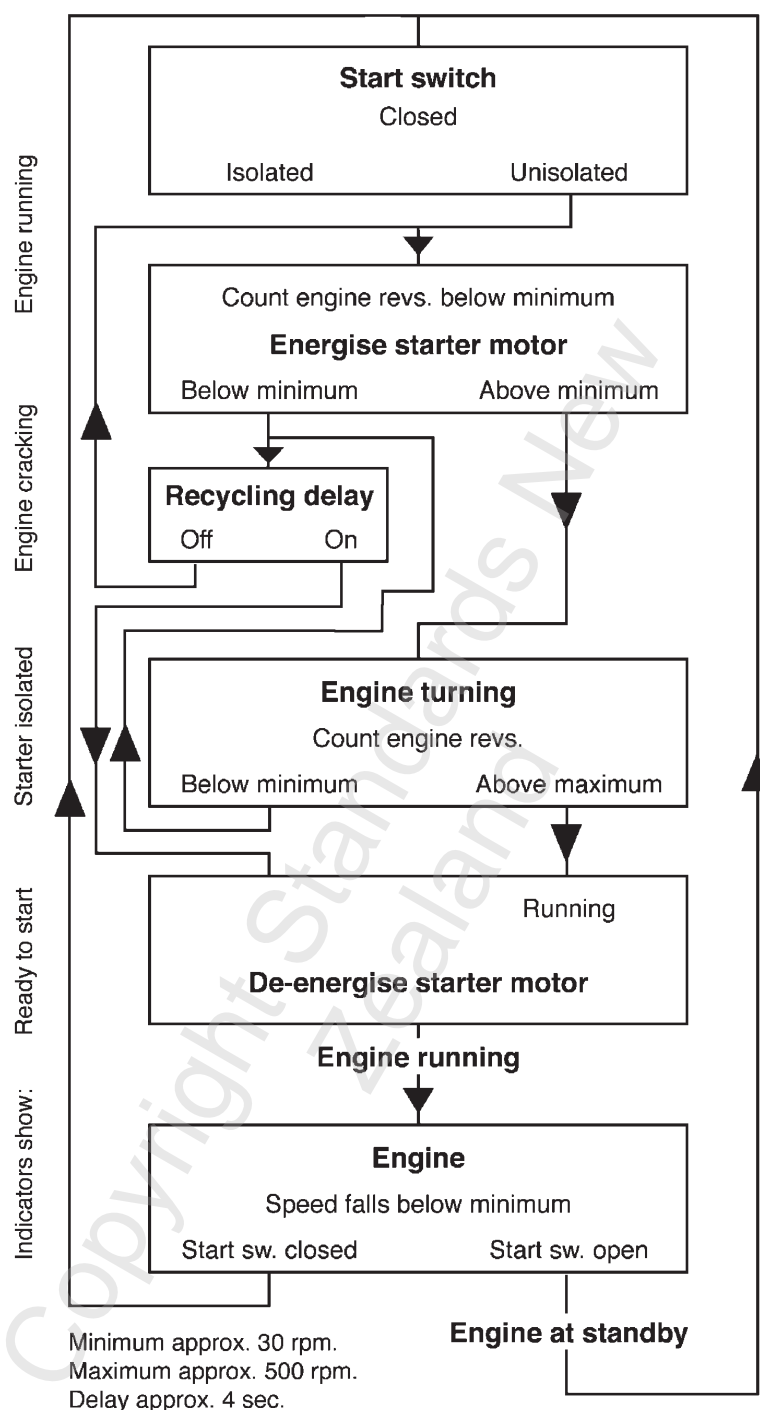 Start switch
Closed
Isolated Unisolated
Count engine revs. below minimum
Energise starter motor
Below minimum Above minimum
Recycling delay
Off On
Engine turning
Count engine revs.
Below minimum Above maximum
Running
De-energise starter motor
Engine running
Engine
Speed falls below minimum
Start sw. closed Start sw. open
Engine at standby
Minimum approx. 30 rpm.
Maximum approx. 500 rpm.
Delay approx. 4 sec.
Indicators show: Ready to start Starter isolated Engine cracking Engine running
Copyright Standards New
Zealand